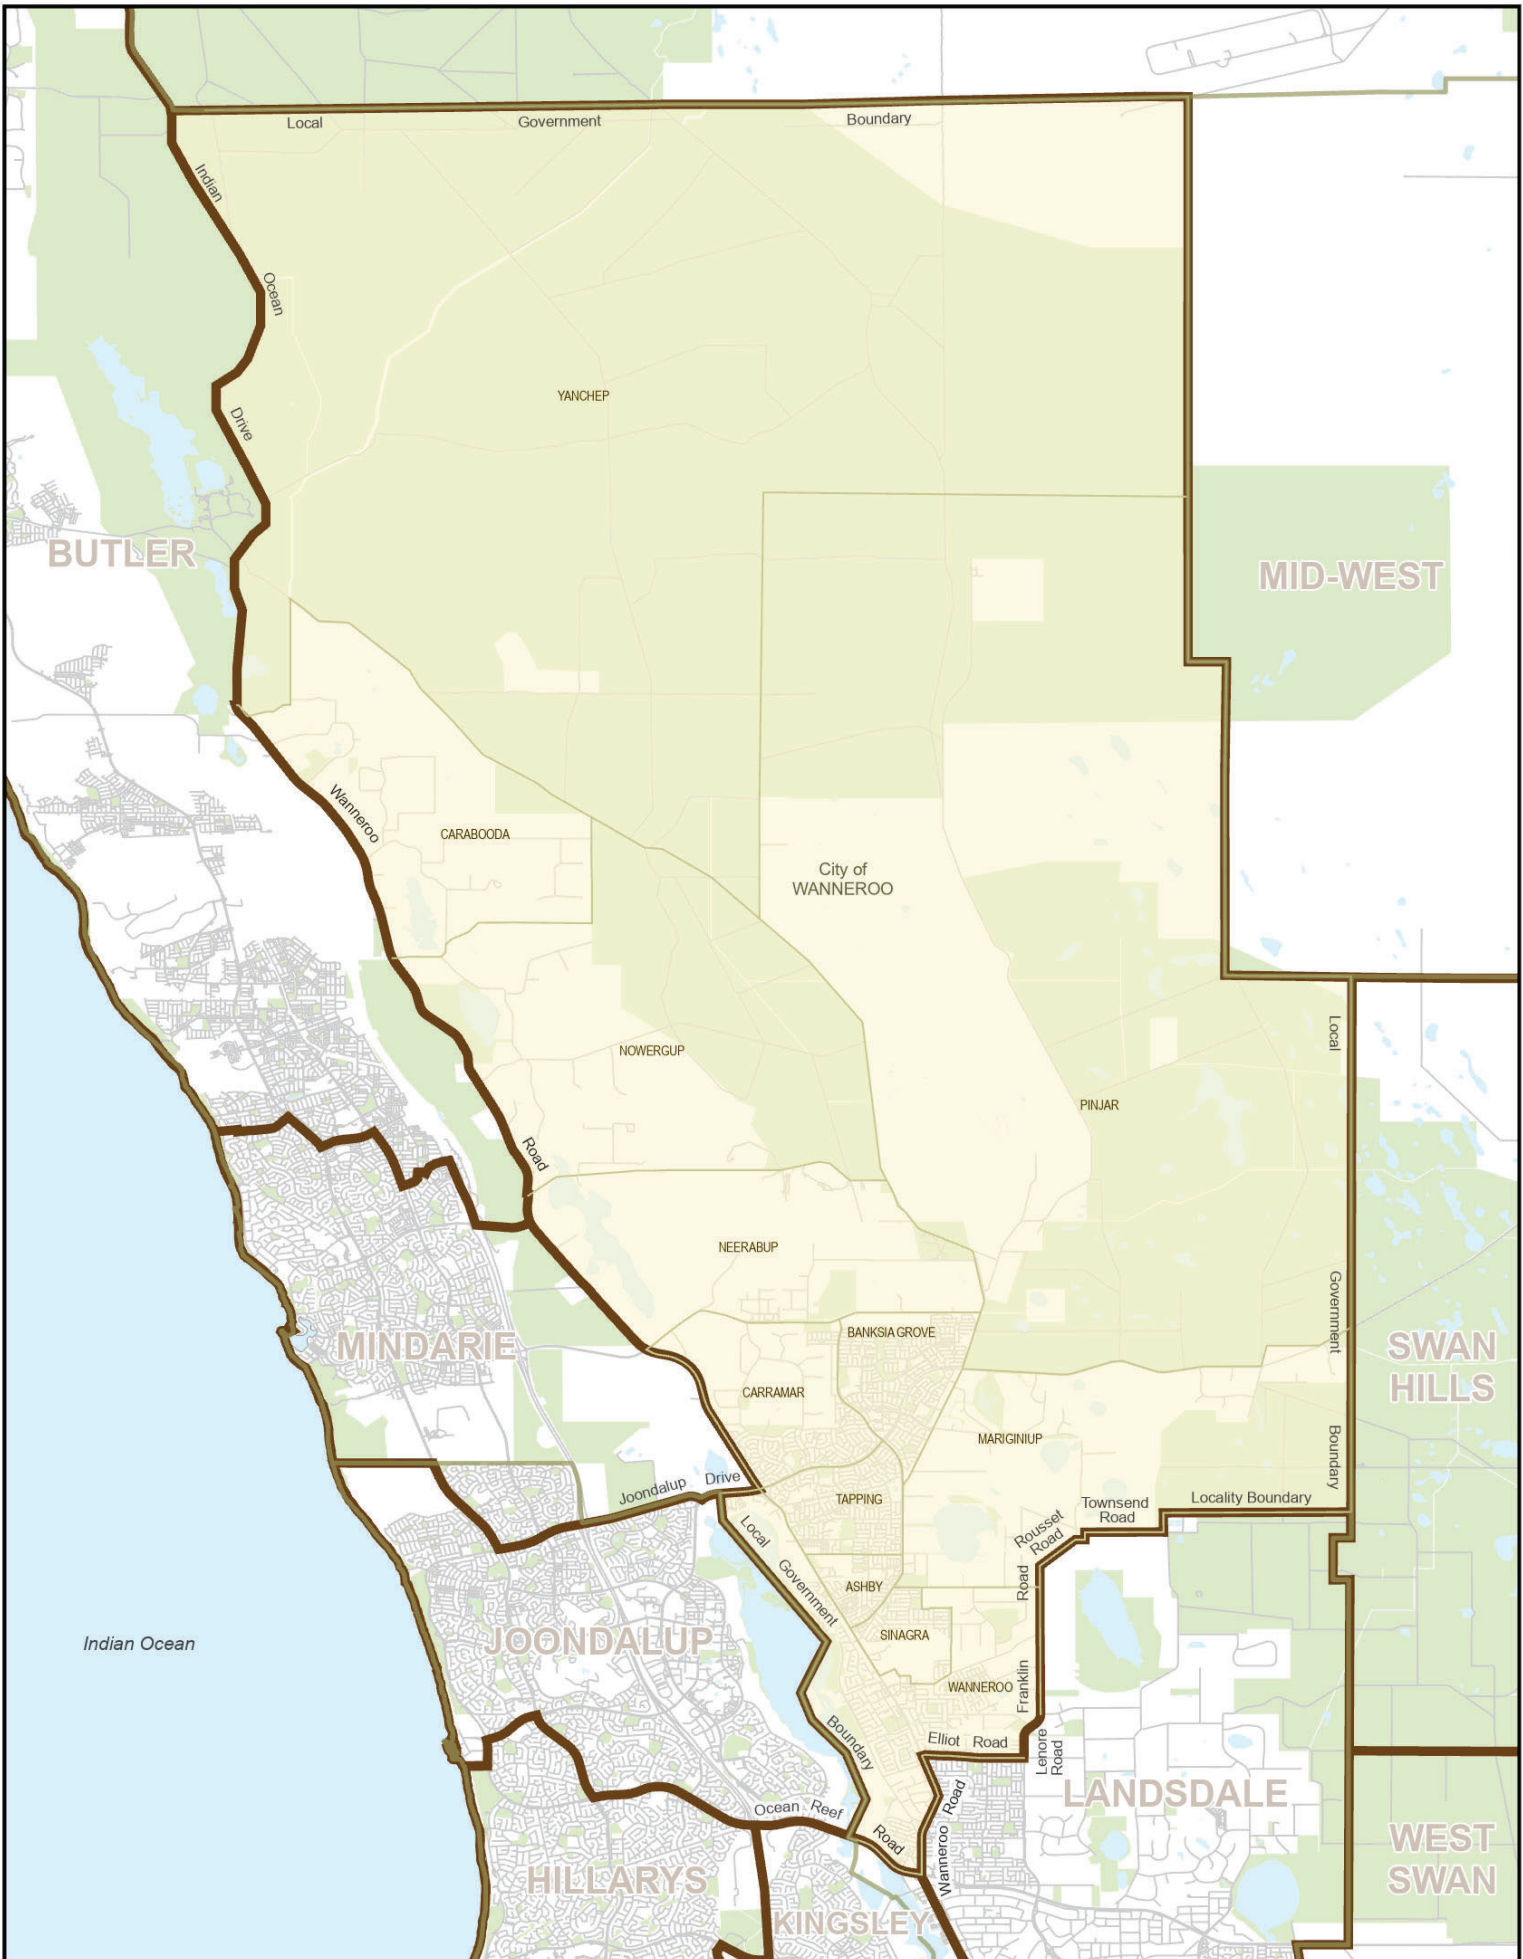 Local Government Boundary
Indian
Ocean
Drive
YANCHEP
BUTLER
MID-WEST
Wanneroo
CARABOODA
City of
WANNEROO
Local
NOWERGUP
PINJAR
Road
NEERABUP
Government
BANKSIA GROVE
MINDARIE
SWAN
HILLS
CARRAMAR
MARIGINIUP
Boundary
Joondalup Drive
TAPPING
Locality Boundary
Townsend
Road
Rousset
Road
Local
Government
ASHBY
Road
Indian Ocean
JOONDALUP
SINAGRA
WANNEROO
Franklin
Boundary
Elliot Road
Lenore
Road
LANDSDALE
Ocean Reef
Road
Wanneroo Road
WEST
SWAN
HILLARYS
KINGSLEY